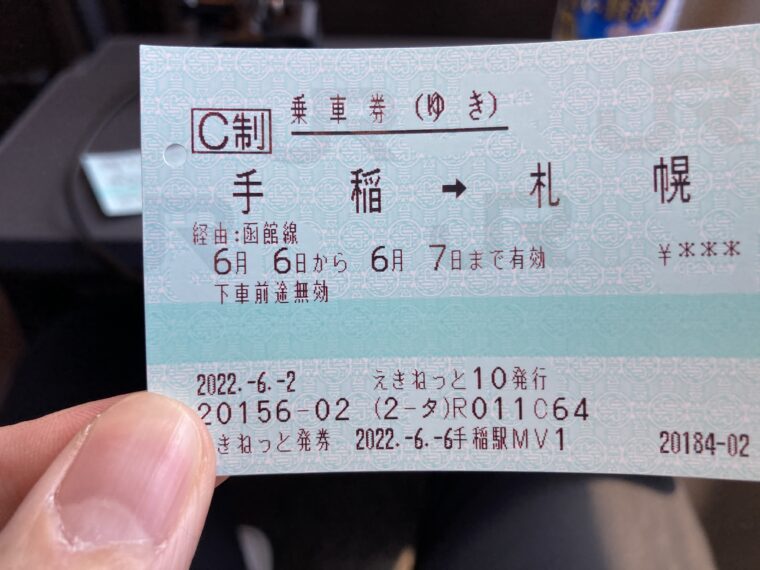 C制
乗車券(ゆき)
手稲→札幌
経由:函館線
6月 6日から 6月 7日まで有効 ¥***
下車前途無効
2022.-6.-2 えきねっと10発行
20156-02 (2-タ)R011C64
きねっと発券 2022.-6.-6手稲駅MV1 20184-02